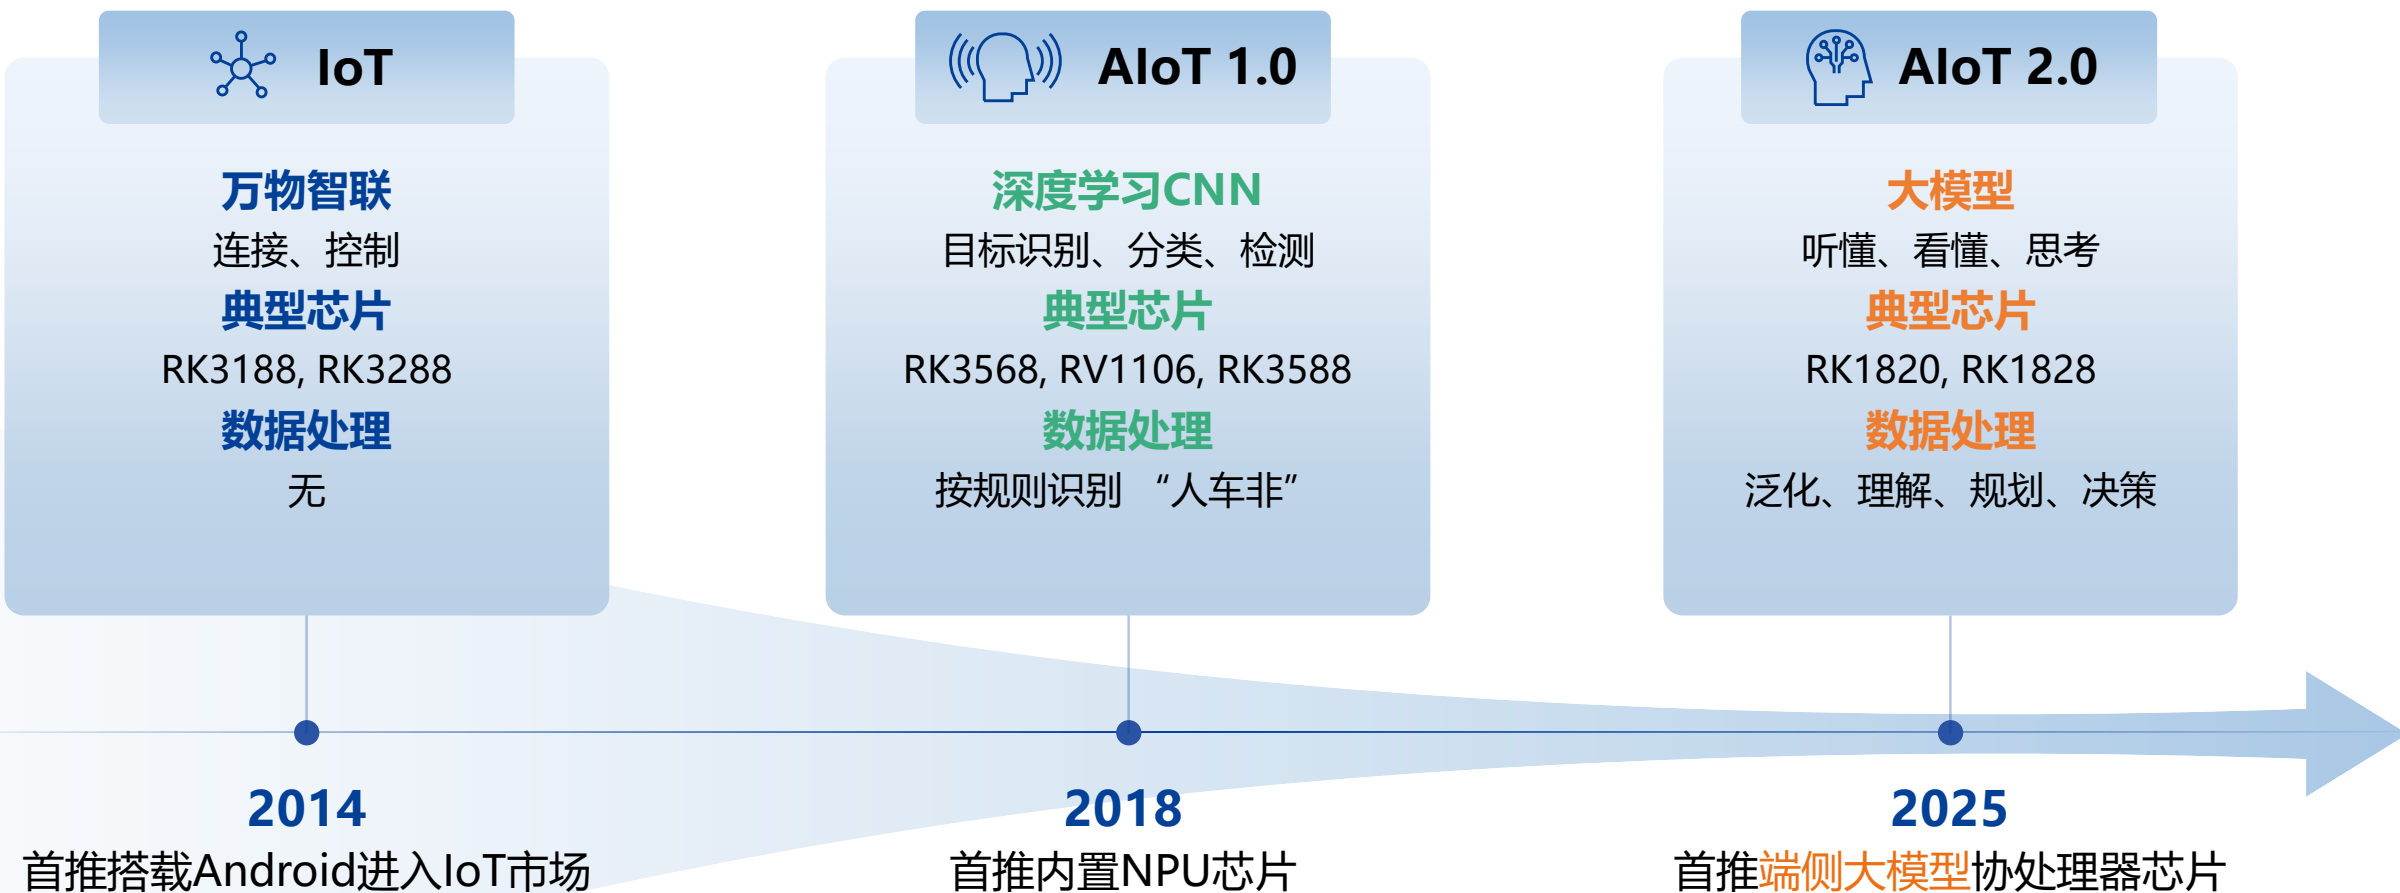 IoT
万物智联
连接、控制
典型芯片
RK3188, RK3288
数据处理
无
2014
首推搭载Android进入IoT市场
AIoT 1.0
深度学习CNN
目标识别、分类、检测
典型芯片
RK3568, RV1106, RK3588
数据处理
按规则识别 “人车非”
2018
首推内置NPU芯片
AIoT 2.0
大模型
听懂、看懂、思考
典型芯片
RK1820, RK1828
数据处理
泛化、理解、规划、决策
2025
首推端侧大模型协处理器芯片